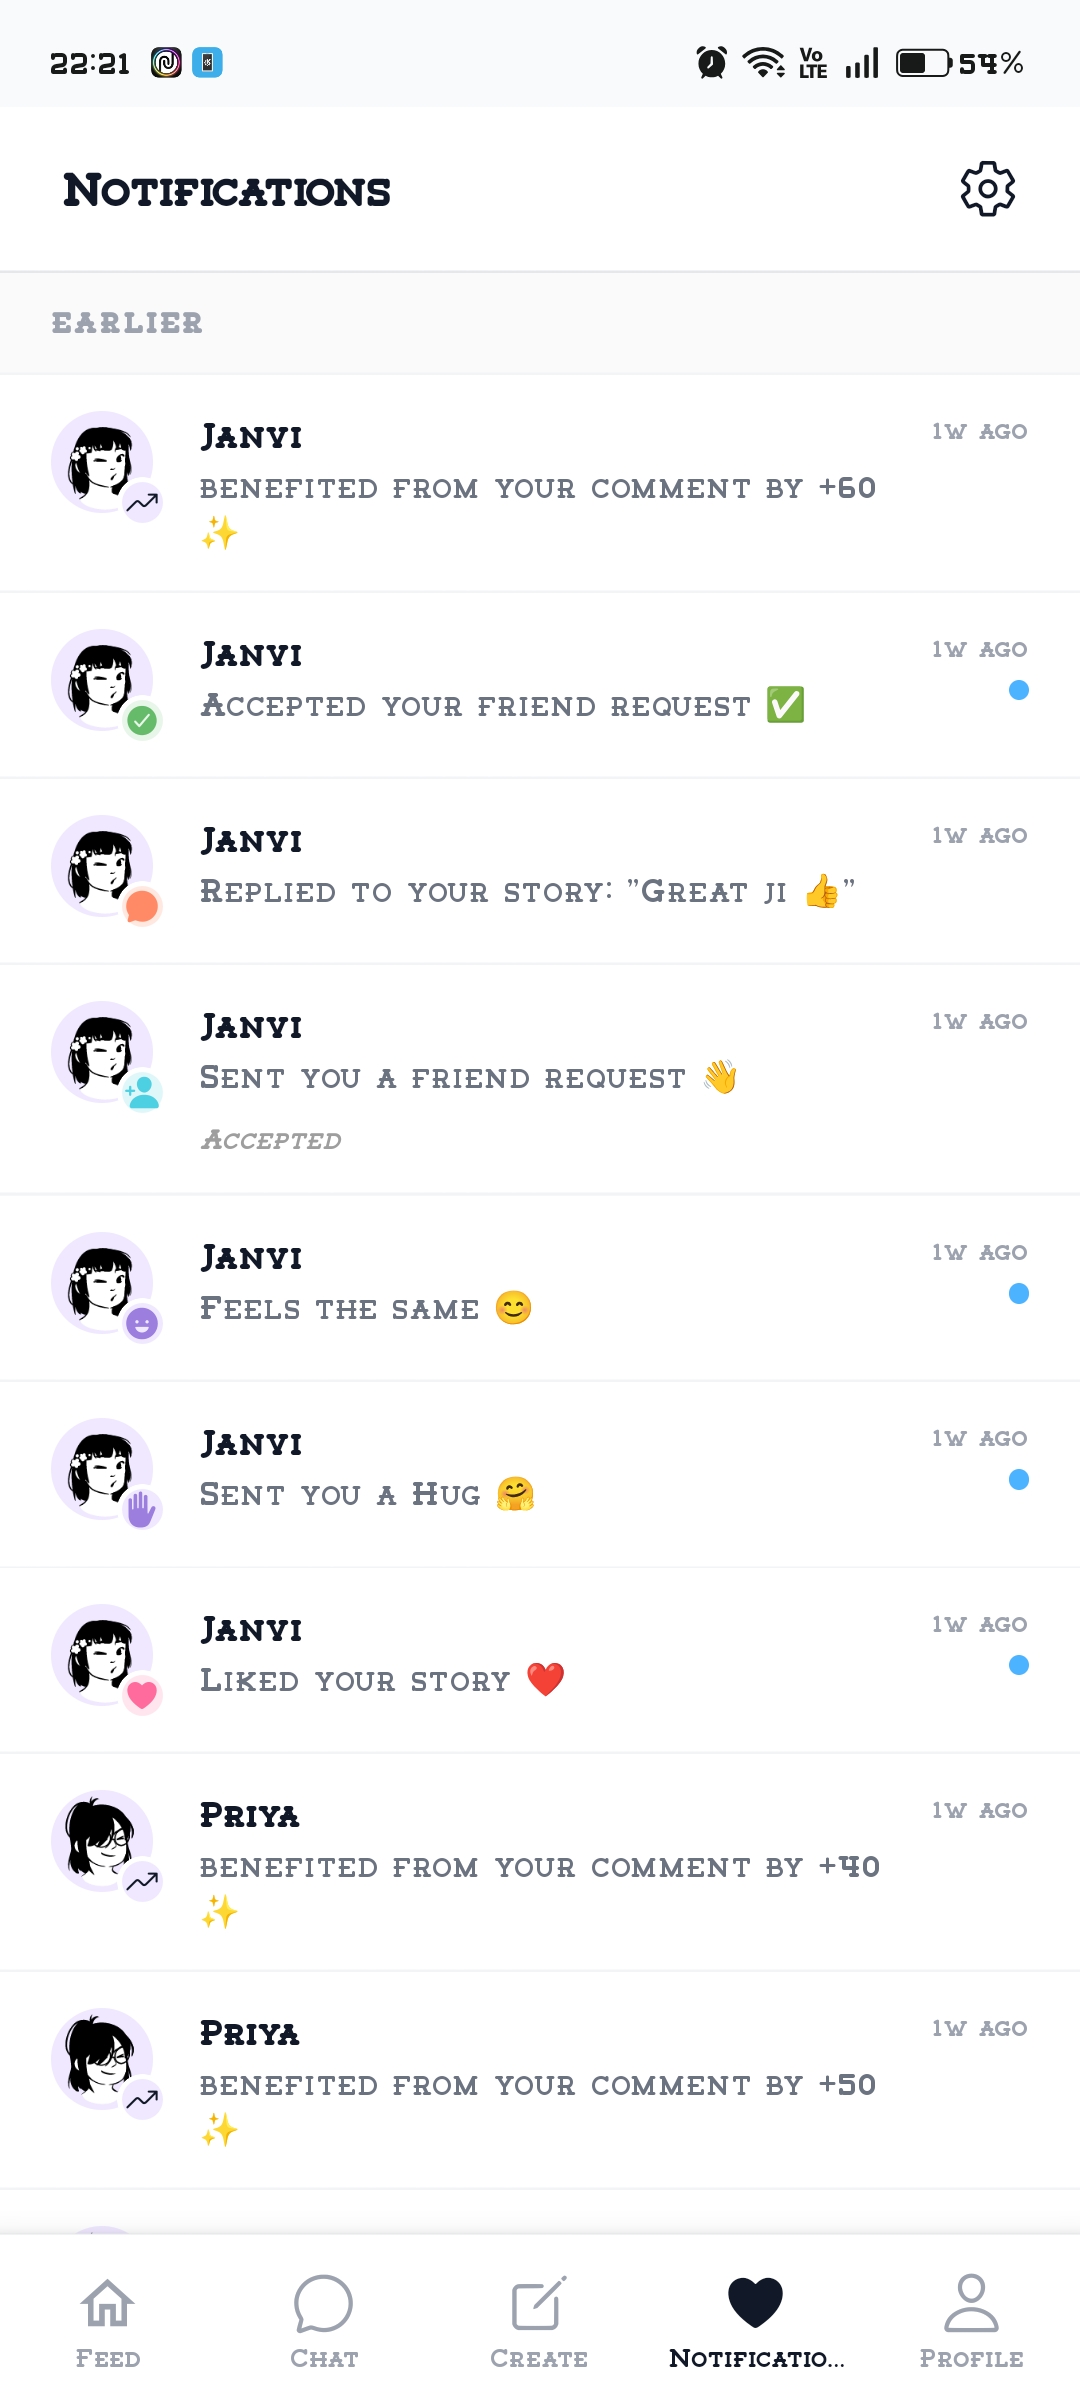 22:21 Vo LTE 54%
Notifications
EARLIER
Janvi 1w ago
benefited from your comment by +60
✨
Janvi 1w ago
Accepted your friend request ✅
Janvi 1w ago
Replied to your story: "Great ji 👍"
Janvi 1w ago
Sent you a friend request 👋
Accepted
Janvi 1w ago
Feels the same 😊
Janvi 1w ago
Sent you a Hug 🤗
Janvi 1w ago
Liked your story ❤️
Priya 1w ago
benefited from your comment by +40
✨
Priya 1w ago
benefited from your comment by +50
✨
Feed Chat Create Notificatio... Profile